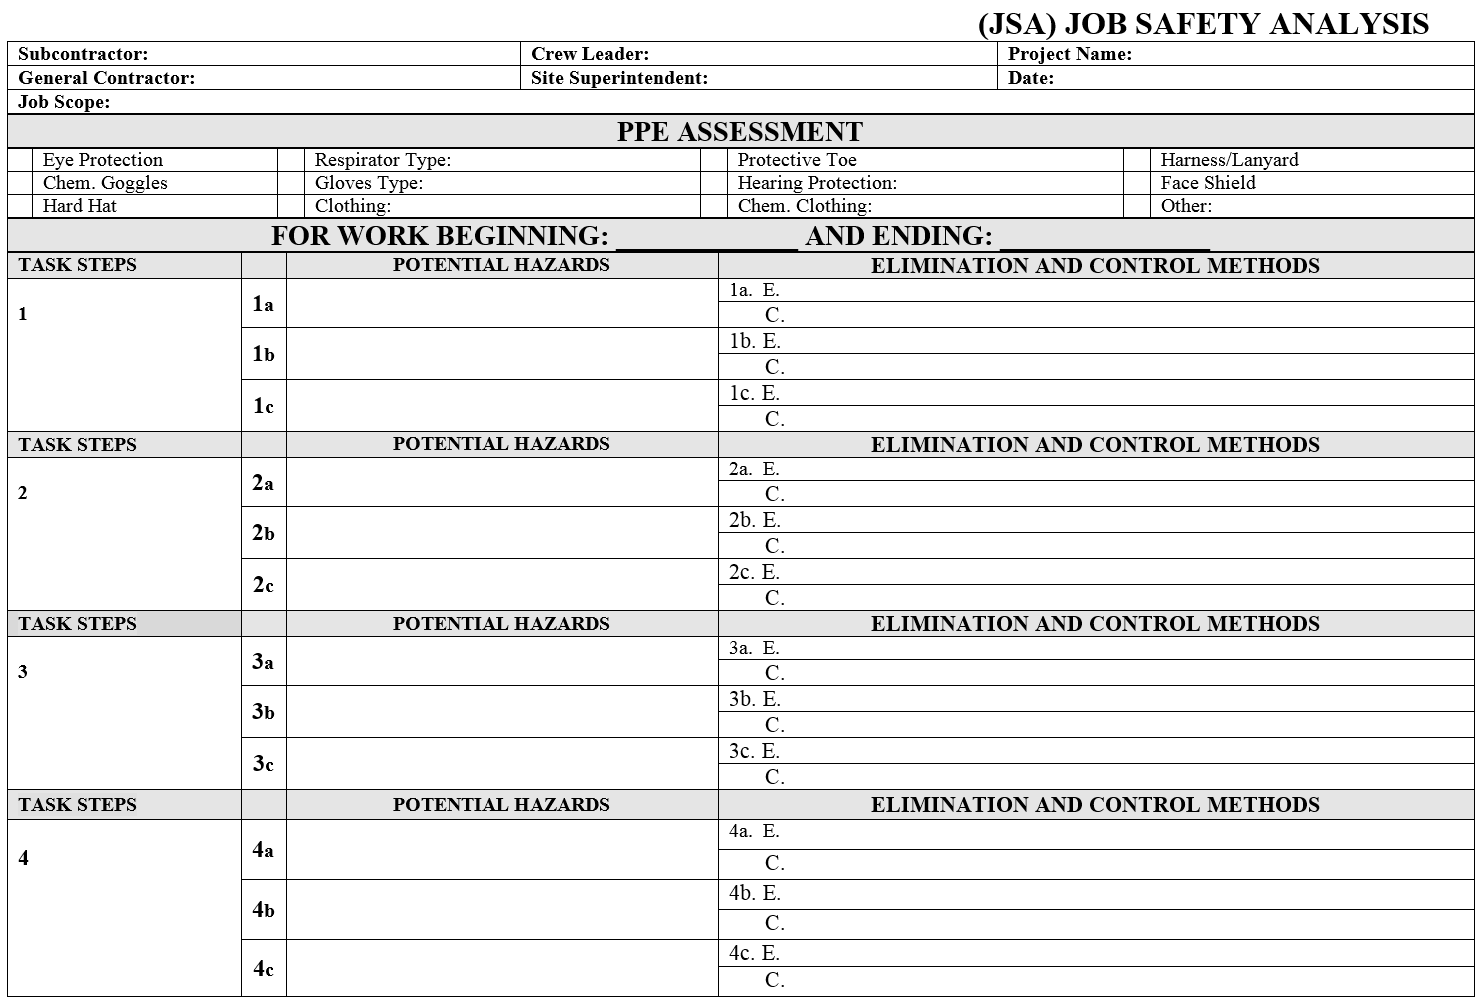 (JSA) JOB SAFETY ANALYSIS
Subcontractor: Crew Leader: Project Name:
General Contractor: Site Superintendent: Date:
Job Scope:
PPE ASSESSMENT
Eye Protection Respirator Type: Protective Toe Harness/Lanyard
Chem. Goggles Gloves Type: Hearing Protection: Face Shield
Hard Hat Clothing: Chem. Clothing: Other:
FOR WORK BEGINNING: _____________ AND ENDING: _______________
TASK STEPS POTENTIAL HAZARDS ELIMINATION AND CONTROL METHODS
1 1a 1a. E.
C.
1b 1b. E.
C.
1c 1c. E.
C.
TASK STEPS POTENTIAL HAZARDS ELIMINATION AND CONTROL METHODS
2 2a 2a. E.
C.
2b 2b. E.
C.
2c 2c. E.
C.
TASK STEPS POTENTIAL HAZARDS ELIMINATION AND CONTROL METHODS
3 3a 3a. E.
C.
3b 3b. E.
C.
3c 3c. E.
C.
TASK STEPS POTENTIAL HAZARDS ELIMINATION AND CONTROL METHODS
4 4a 4a. E.
C.
4b 4b. E.
C.
4c 4c. E.
C.